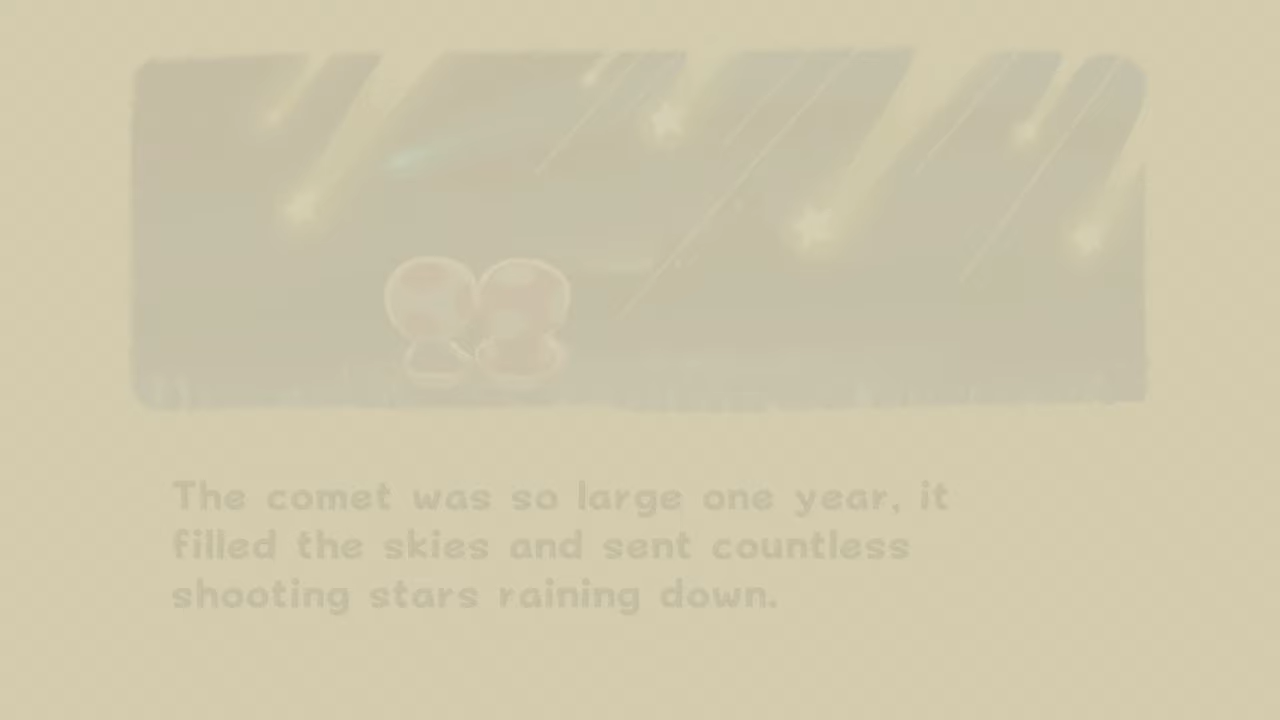 The comet was so large one year, it
filled the skies and sent countless
shooting stars raining down.